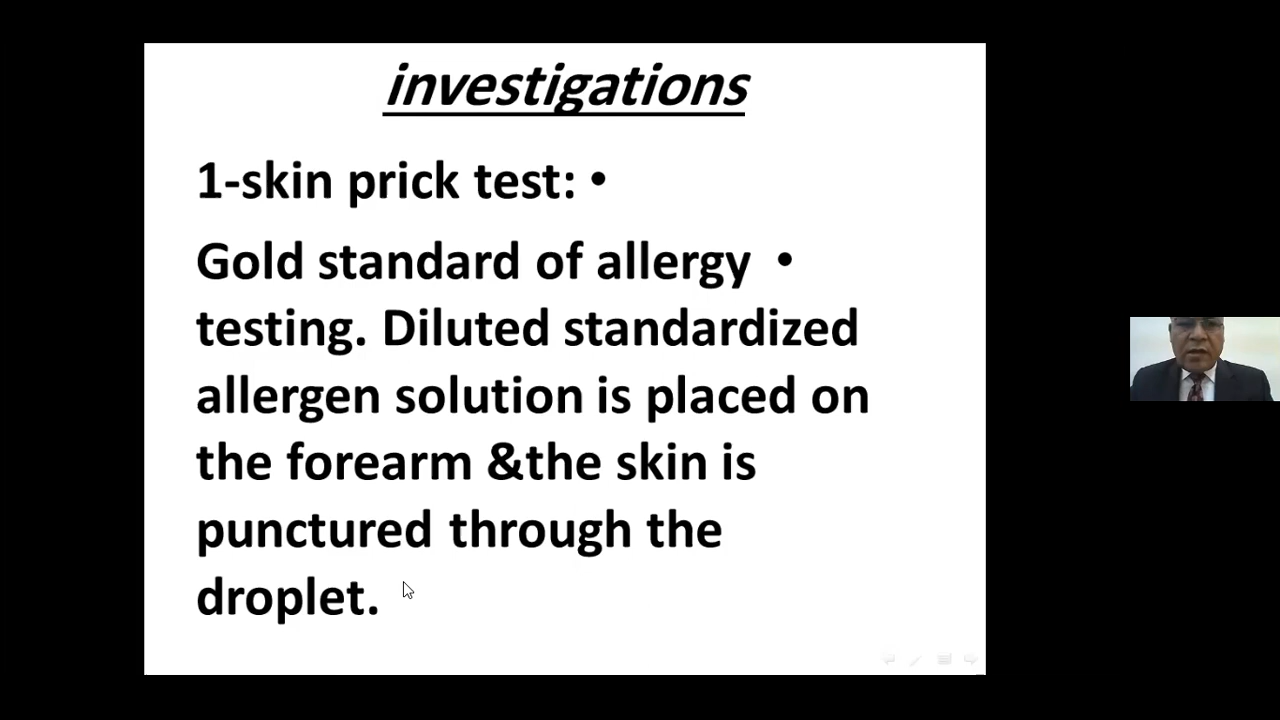 investigations
1-skin prick test: •
Gold standard of allergy •
testing. Diluted standardized
allergen solution is placed on
the forearm &the skin is
punctured through the
droplet.